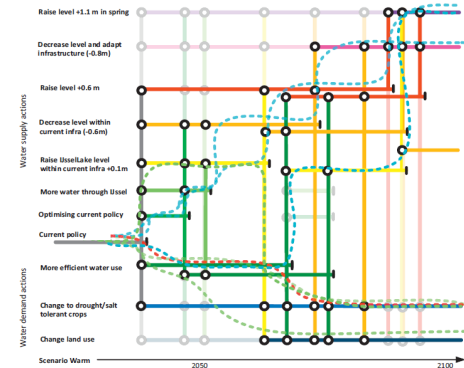 Raise level +1.1 m in spring
Decrease level and adapt
infrastructure (-0.8m)
Raise level +0.6 m
Decrease level within
current infra (-0.6m)
Raise IJsselLake level
within current infra +0.1m
More water through IJssel
Optimising current policy
Current policy
More efficient water use
Change to drought/salt
tolerant crops
Change land use
Scenario Warm
2050
2100
Water supply actions
Water demand actions